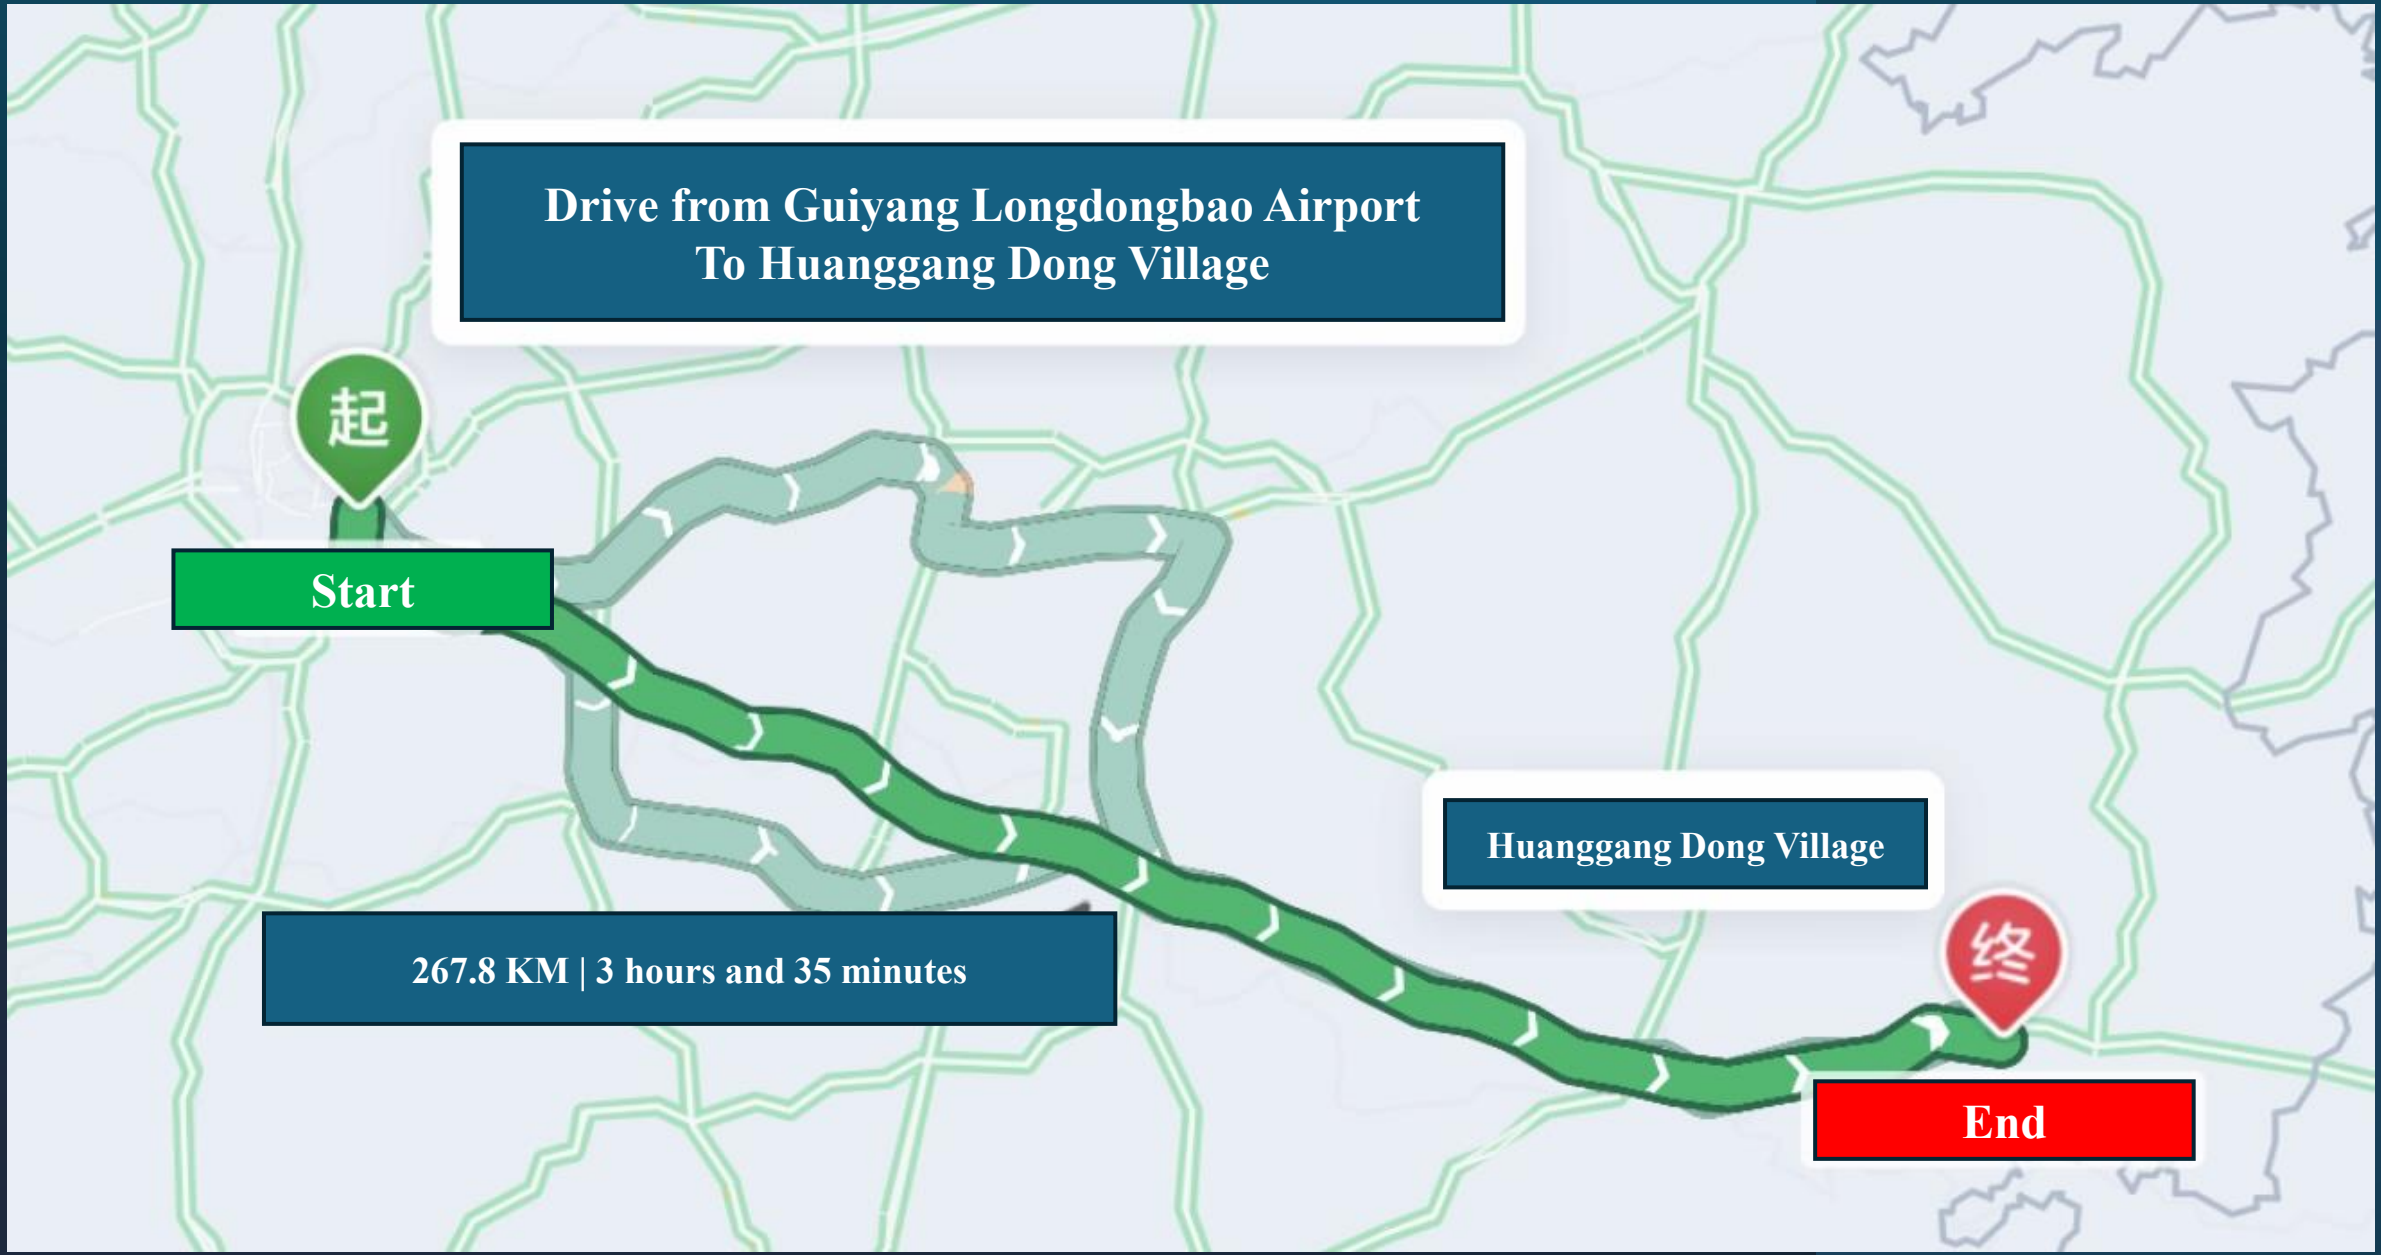 Drive from Guiyang Longdongbao Airport
To Huanggang Dong Village
起
Start
Huanggang Dong Village
终
267.8 KM | 3 hours and 35 minutes
End